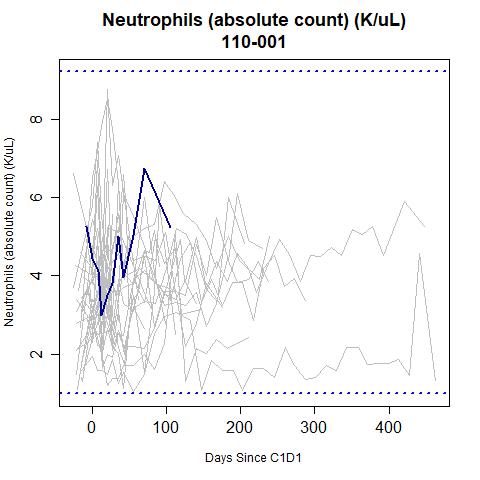 Neutrophils (absolute count) (K/uL)
110-001
Neutrophils (absolute count) (K/uL)
8
6
4
2
0 100 200 300 400
Days Since C1D1